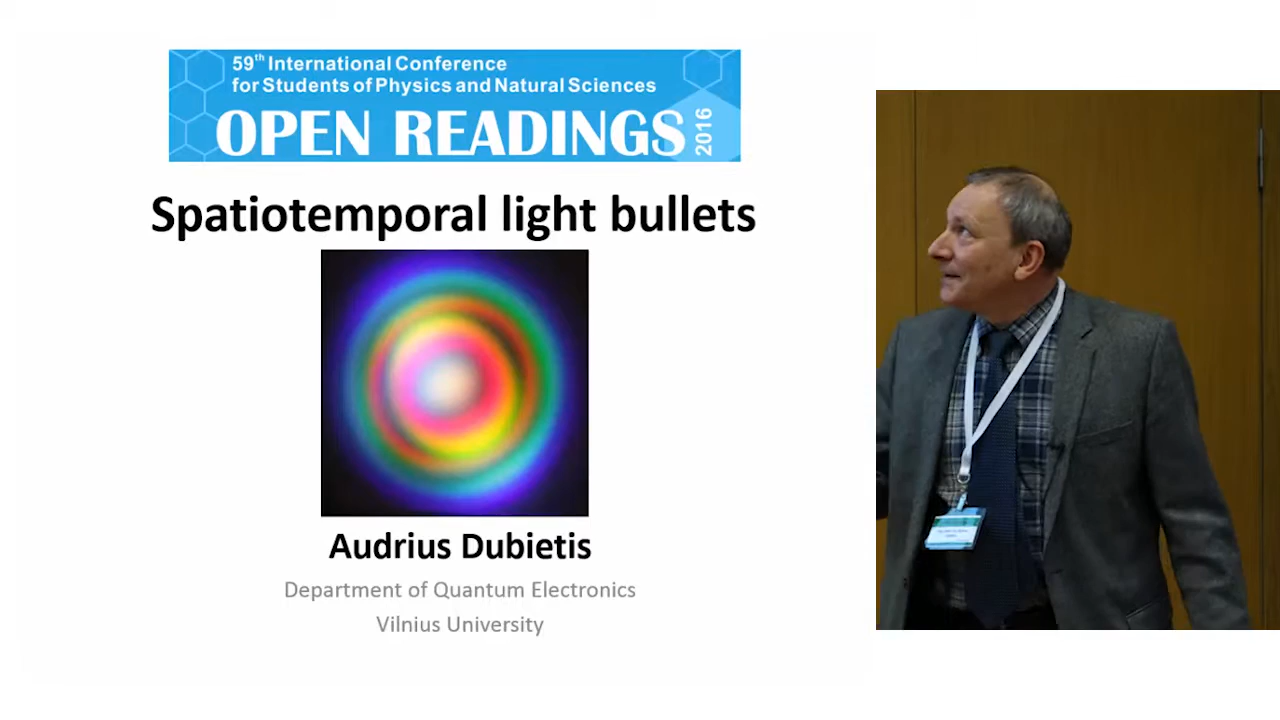 59th International Conference
for Students of Physics and Natural Sciences
OPEN READINGS 2016
Spatiotemporal light bullets
Audrius Dubietis
Department of Quantum Electronics
Vilnius University